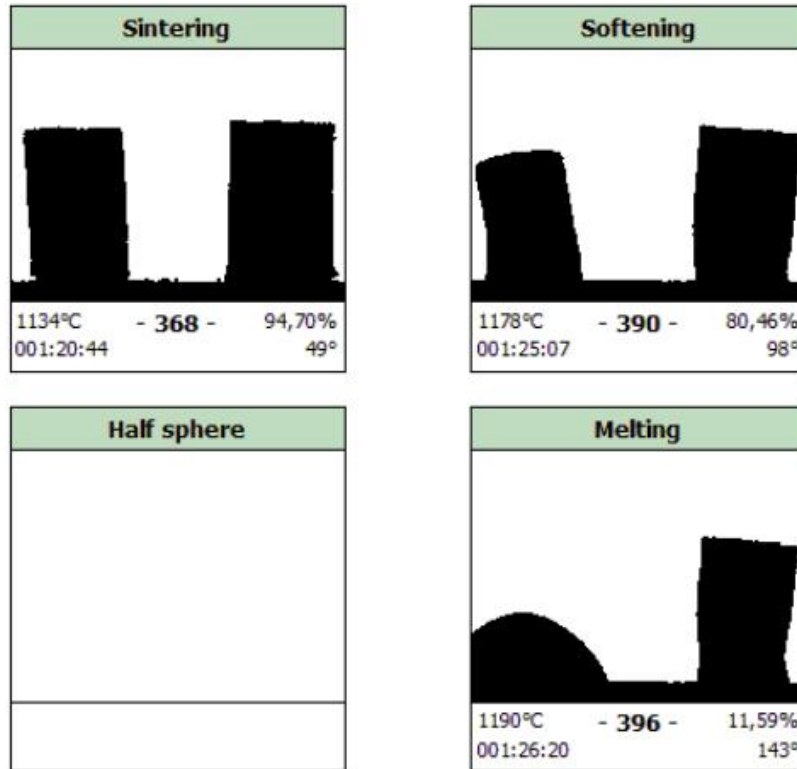 Sintering
1134°C - 368 - 94,70%
001:20:44 49°
Softening
1178°C - 390 - 80,46%
001:25:07 98°
Half sphere
Melting
1190°C - 396 - 11,59%
001:26:20 143°